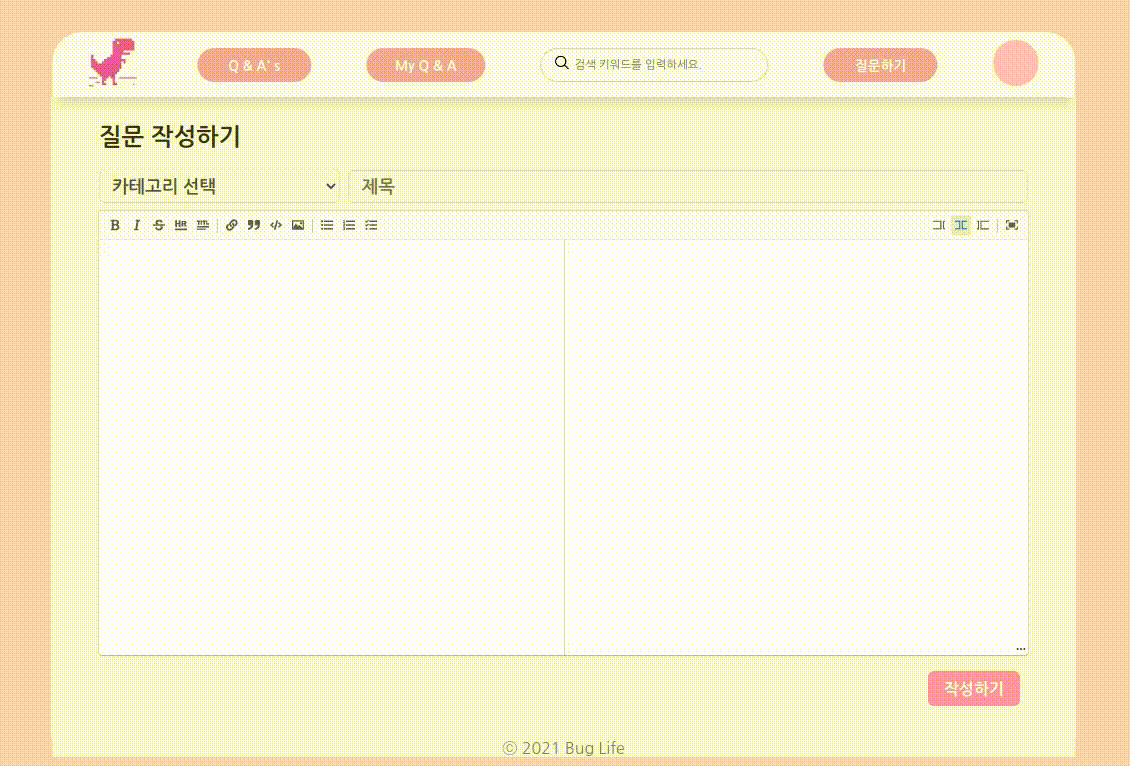 Q & A' s
My Q & A
검색 키워드를 입력하세요.
질문하기
질문 작성하기
카테고리 선택
제목
B I S HR TTL
작성하기
© 2021 Bug Life